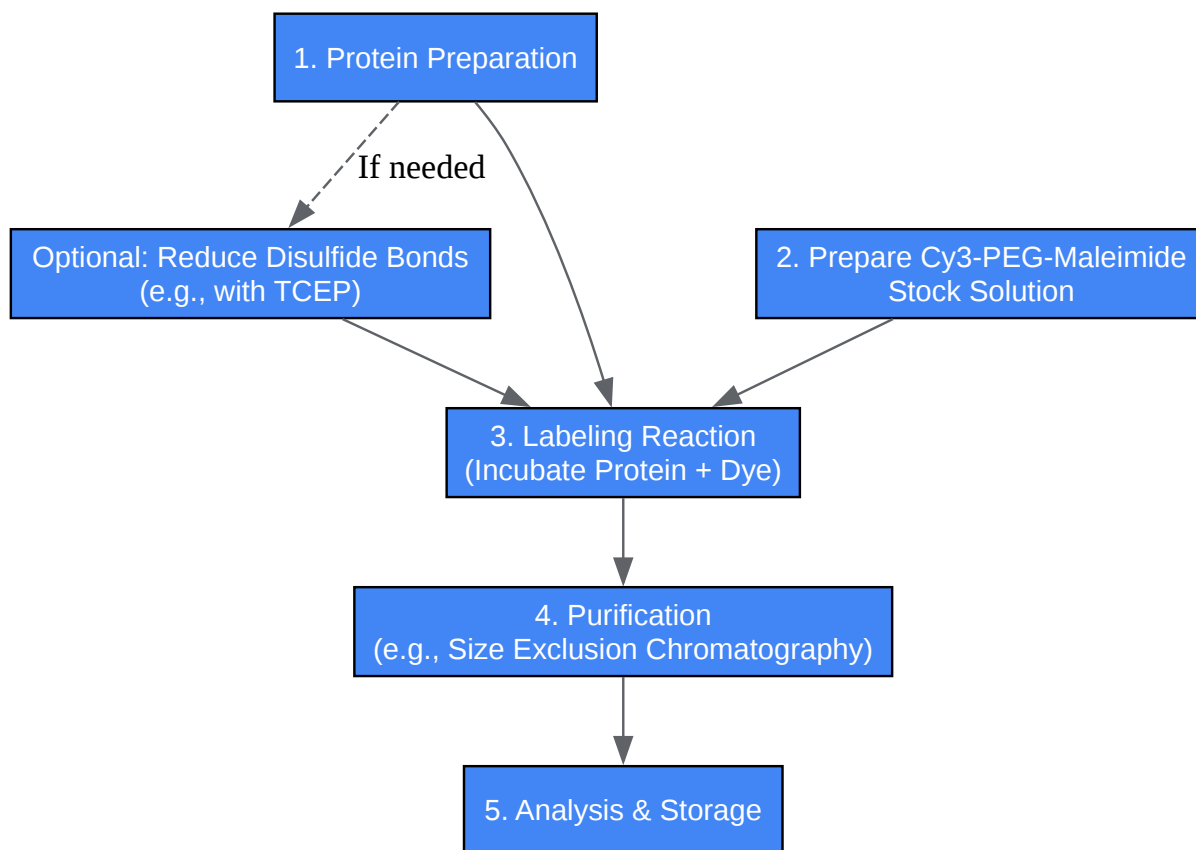 1. Protein Preparation
If needed
Optional: Reduce Disulfide Bonds
(e.g., with TCEP)
2. Prepare Cy3-PEG-Maleimide
Stock Solution
3. Labeling Reaction
(Incubate Protein + Dye)
4. Purification
(e.g., Size Exclusion Chromatography)
5. Analysis & Storage